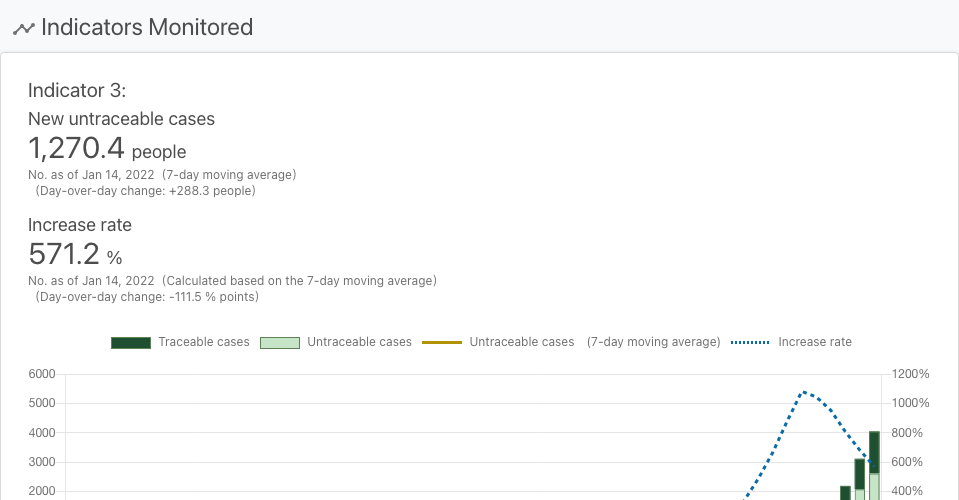 Indicators Monitored
Indicator 3:
New untraceable cases
1,270.4 people
No. as of Jan 14, 2022 (7-day moving average)
(Day-over-day change: +288.3 people)
Increase rate
571.2 %
No. as of Jan 14, 2022 (Calculated based on the 7-day moving average)
(Day-over-day change: -111.5 % points)
Traceable cases Untraceable cases Untraceable cases (7-day moving average) Increase rate
6000 1200%
5000 1000%
4000 800%
3000 600%
2000 400%